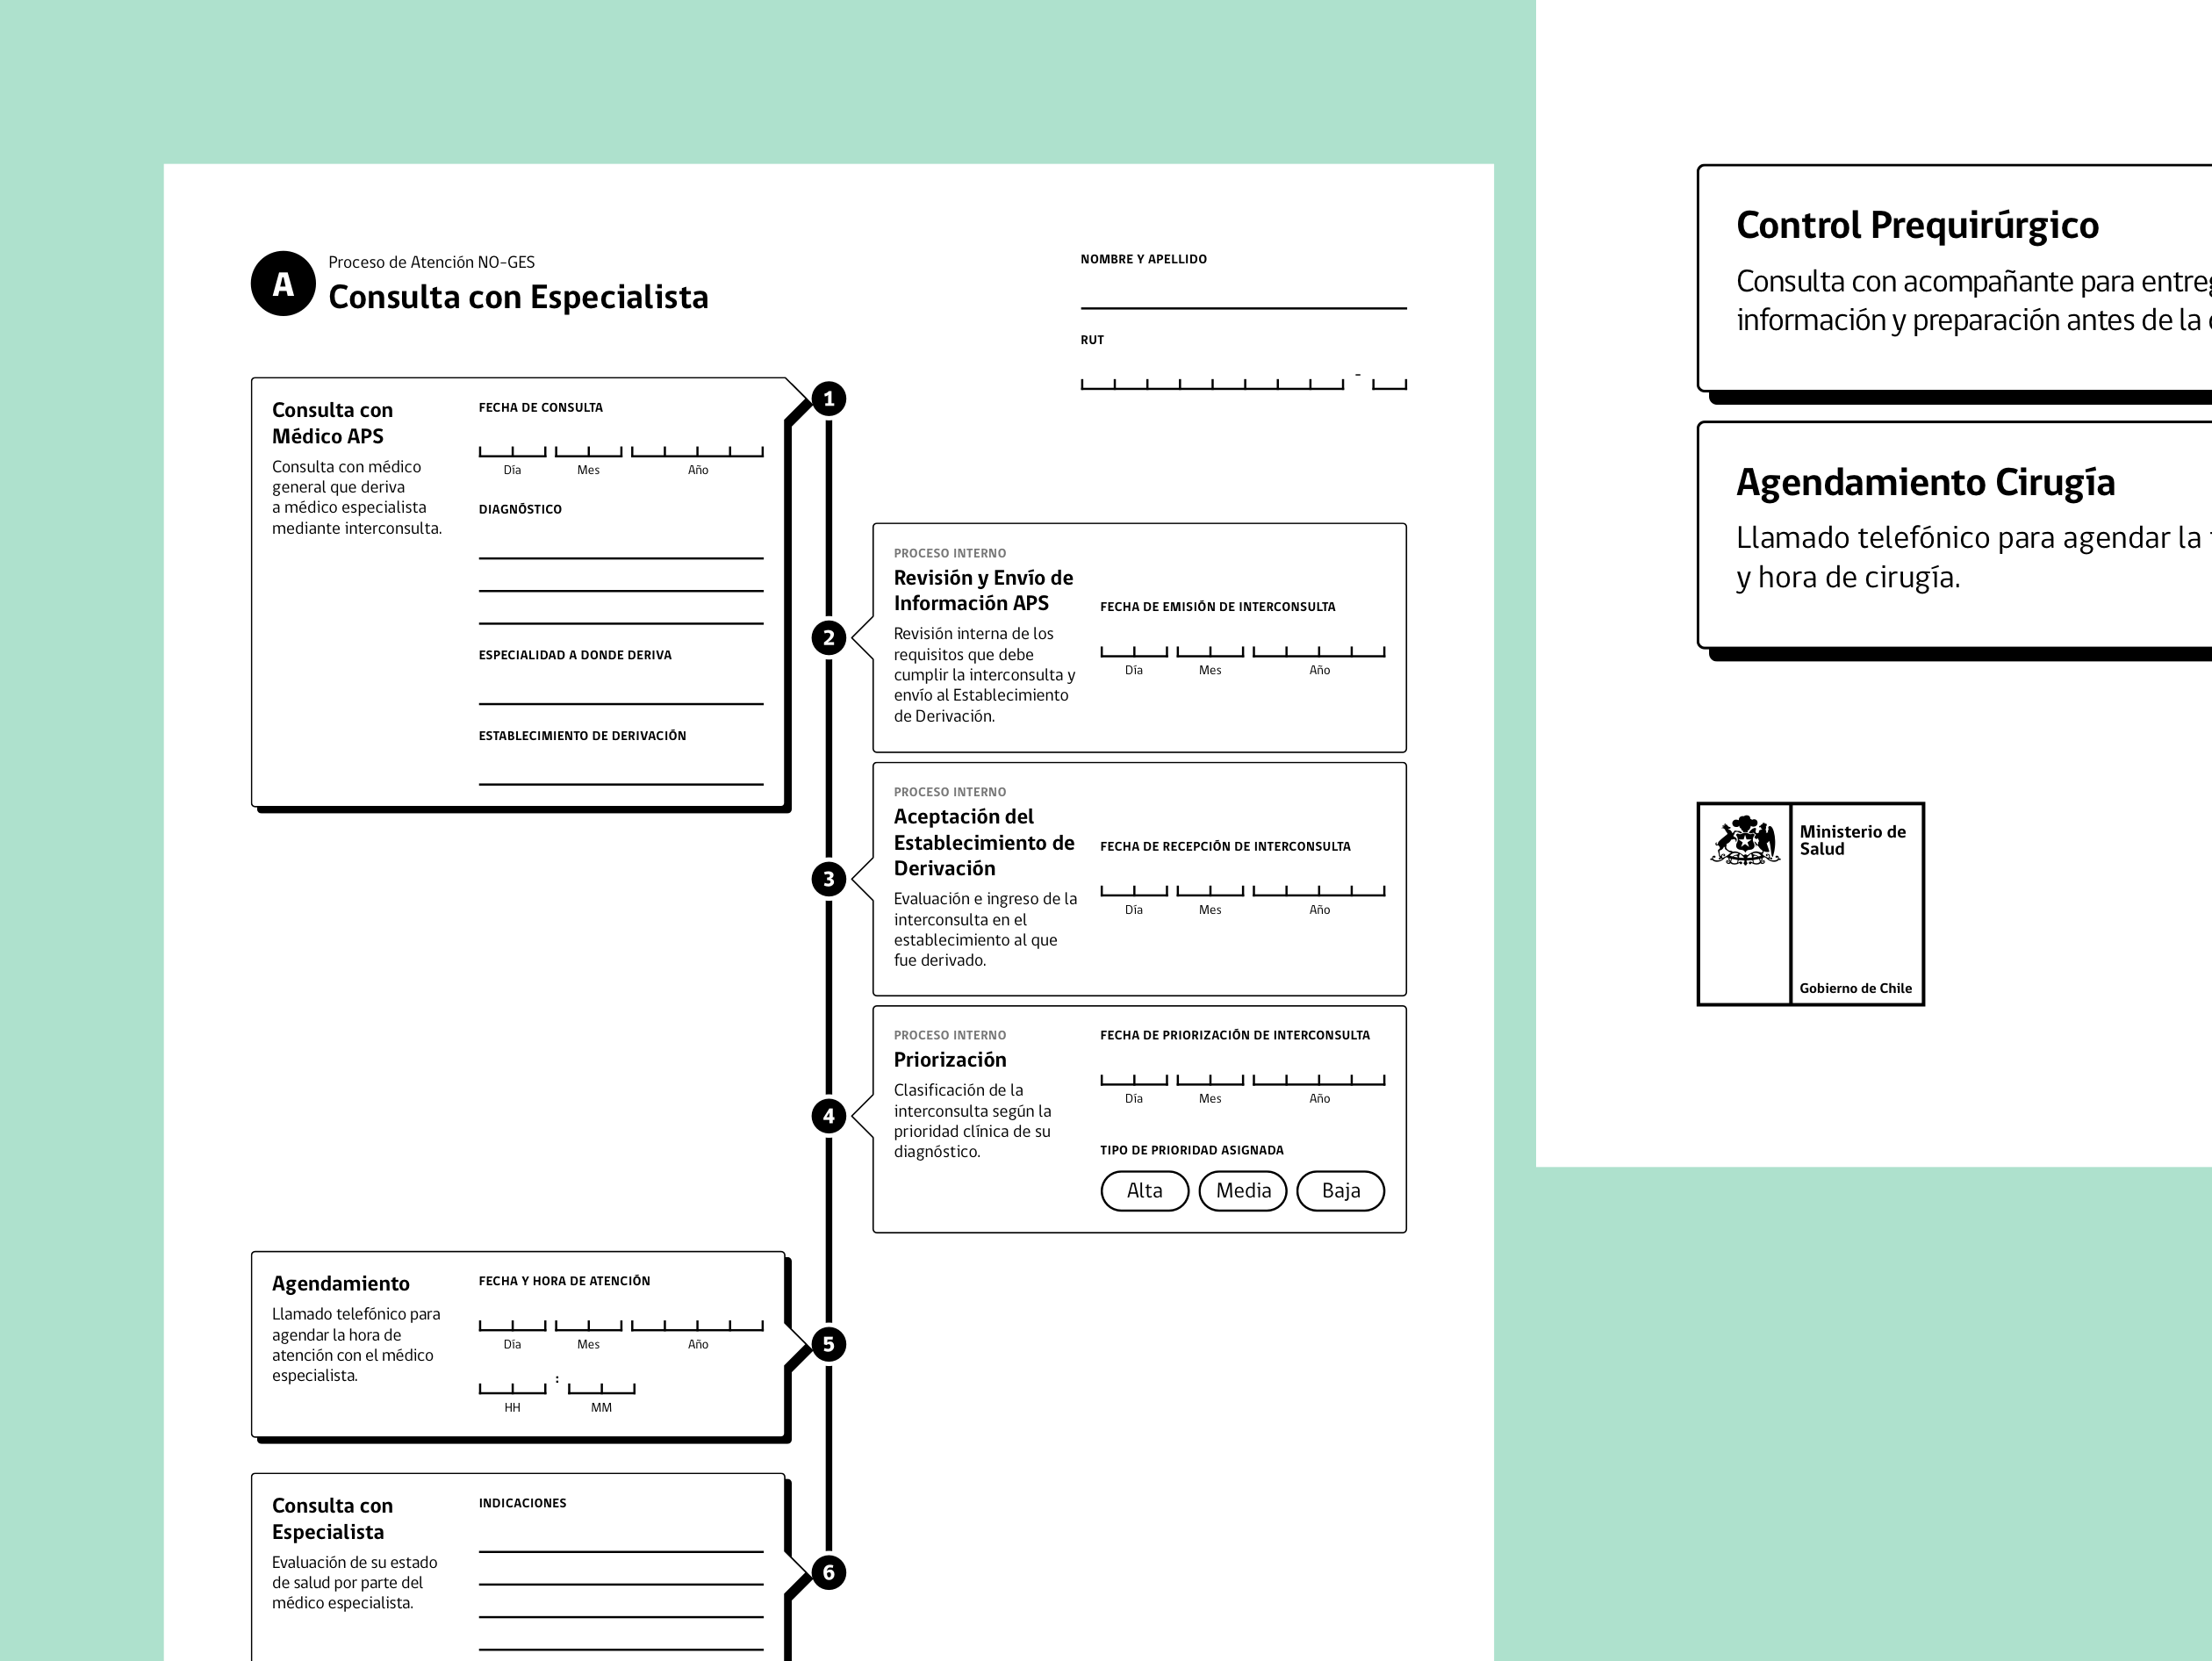 A
Proceso de Atención NO-GES
Consulta con Especialista
NOMBRE Y APELLIDO
RUT
-
1
Consulta con
Médico APS
Consulta con médico
general que deriva
a médico especialista
mediante interconsulta.
FECHA DE CONSULTA
Día Mes Año
DIAGNÓSTICO
ESPECIALIDAD A DONDE DERIVA
ESTABLECIMIENTO DE DERIVACIÓN
2
PROCESO INTERNO
Revisión y Envío de
Información APS
Revisión interna de los
requisitos que debe
cumplir la interconsulta y
envío al Establecimiento
de Derivación.
FECHA DE EMISIÓN DE INTERCONSULTA
Día Mes Año
3
PROCESO INTERNO
Aceptación del
Establecimiento de
Derivación
Evaluación e ingreso de la
interconsulta en el
establecimiento al que
fue derivado.
FECHA DE RECEPCIÓN DE INTERCONSULTA
Día Mes Año
4
PROCESO INTERNO
Priorización
Clasificación de la
interconsulta según la
prioridad clínica de su
diagnóstico.
FECHA DE PRIORIZACIÓN DE INTERCONSULTA
Día Mes Año
TIPO DE PRIORIDAD ASIGNADA
Alta Media Baja
5
Agendamiento
Llamado telefónico para
agendar la hora de
atención con el médico
especialista.
FECHA Y HORA DE ATENCIÓN
Día Mes Año
:
HH MM
6
Consulta con
Especialista
Evaluación de su estado
de salud por parte del
médico especialista.
INDICACIONES
Control Prequirúrgico
Consulta con acompañante para
información y preparación antes de la
Agendamiento Cirugía
Llamado telefónico para agendar la
y hora de cirugía.
Ministerio de
Salud
Gobierno de Chile